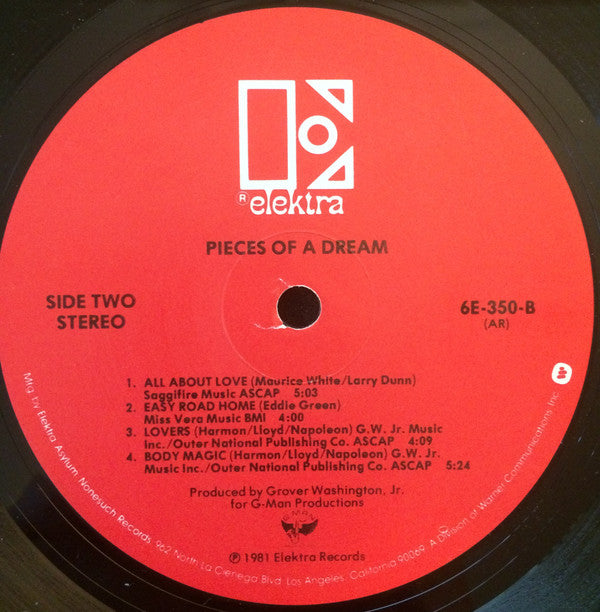 ® elektra
PIECES OF A DREAM
SIDE TWO
STEREO
6E-350-B
(AR)
1. ALL ABOUT LOVE (Maurice White/Larry Dunn)
Saggifire Music ASCAP 5:03
2. EASY ROAD HOME (Eddie Green)
Miss Vera Music BMI 4:00
3. LOVERS (Harmon/Lloyd/Napoleon) G.W. Jr. Music
Inc./Outer National Publishing Co. ASCAP 4:09
4. BODY MAGIC (Harmon/Lloyd/Napoleon) G.W. Jr.
Music Inc./Outer National Publishing Co. ASCAP 5:24
Produced by Grover Washington, Jr.
for G-Man Productions
G-MAN
℗ 1981 Elektra Records
Mfg. by Elektra Asylum Nonesuch Records. 962 North La Cienega Blvd. Los Angeles, California 90069. A Division of Warner Communications Inc.